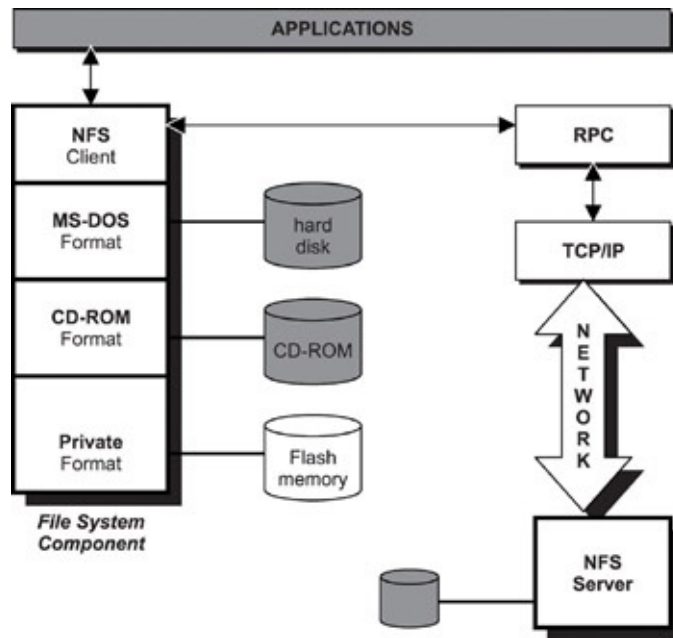 APPLICATIONS
NFS
Client
RPC
MS-DOS
Format
hard
disk
TCP/IP
CD-ROM
Format
CD-ROM
NETWORK
Private
Format
Flash
memory
File System
Component
NFS
Server